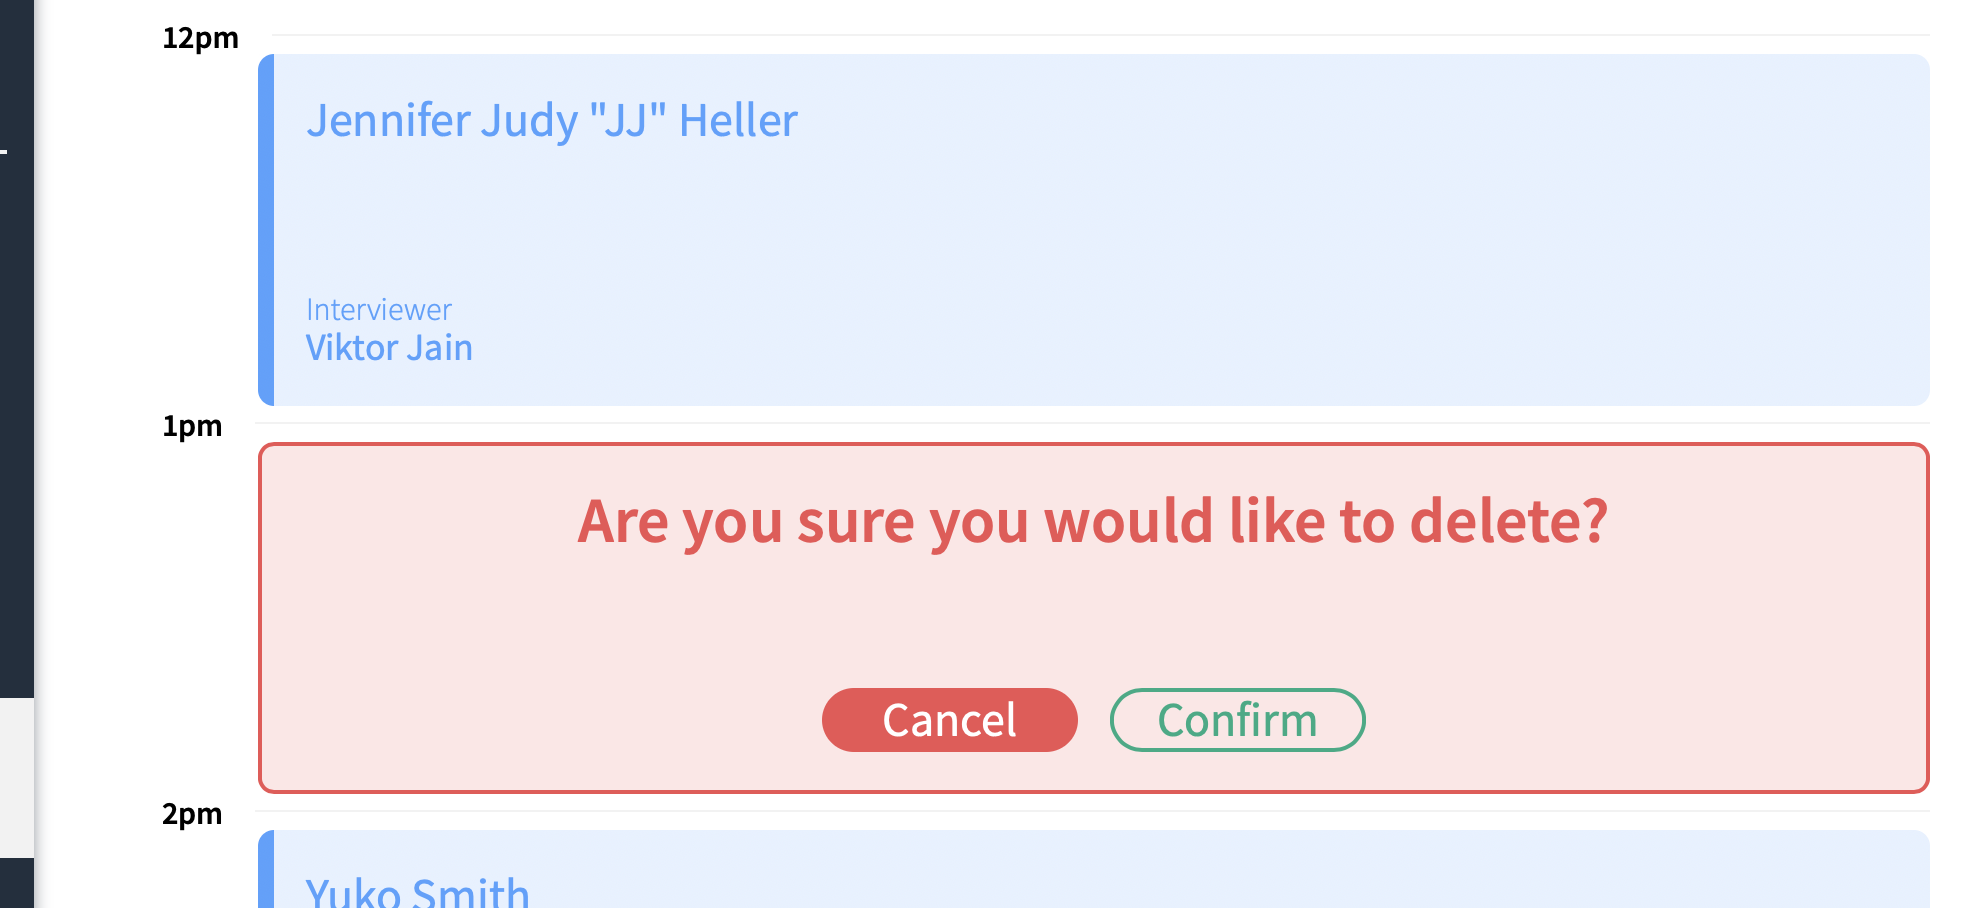 12pm
Jennifer Judy "JJ" Heller
Interviewer
Viktor Jain
1pm
Are you sure you would like to delete?
Cancel Confirm
2pm
Yuko Smith